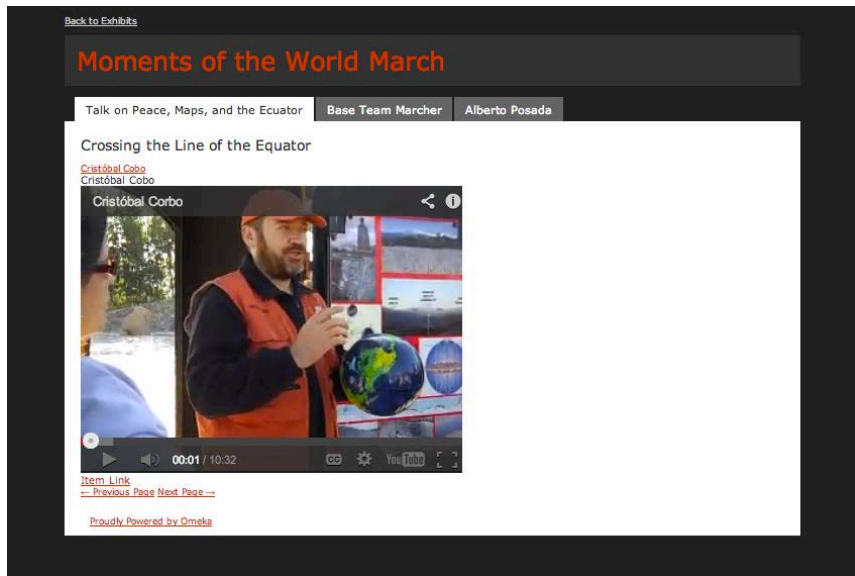 Back to Exhibits
Moments of the World March
Talk on Peace, Maps, and the Ecuator Base Team Marcher Alberto Posada
Crossing the Line of the Equator
Cristóbal Cobo
Cristóbal Cobo
Cristóbal Corbo
00:01 / 10:32 CC YouTube
Item Link
← Previous Page Next Page →
Proudly Powered by Omeka